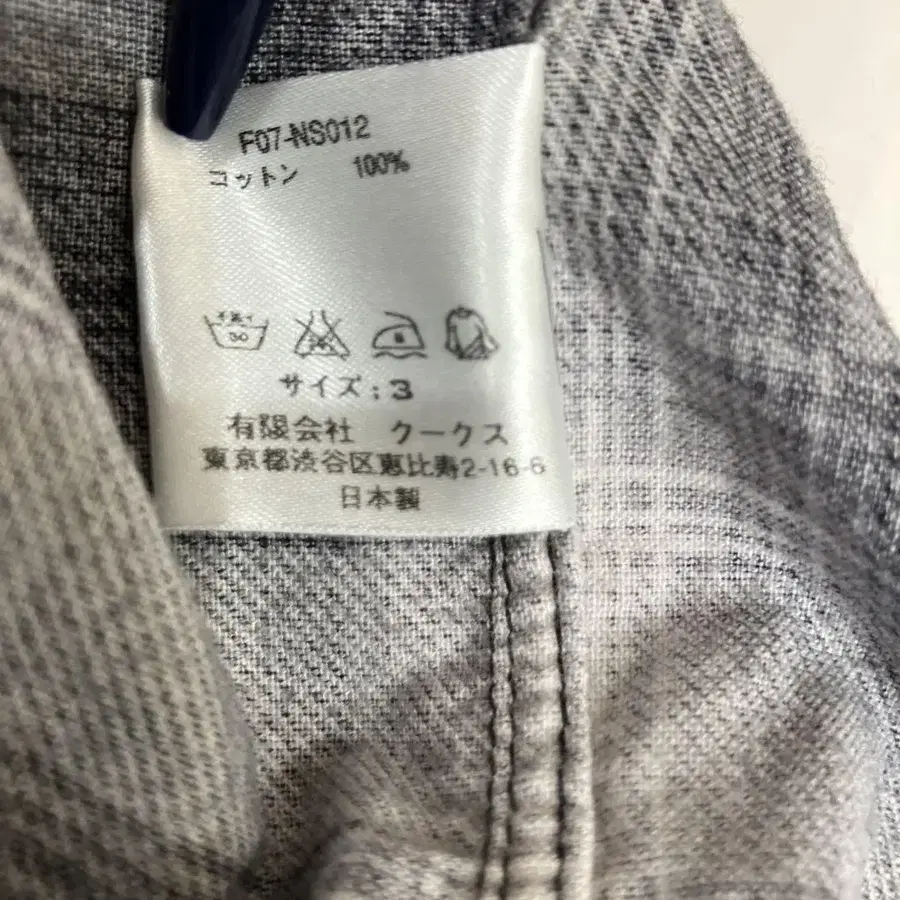 F07-NS012
コットン 100%
30
サイズ:3
有限会社 クークス
東京都渋谷区恵比寿2-16-6
日本製